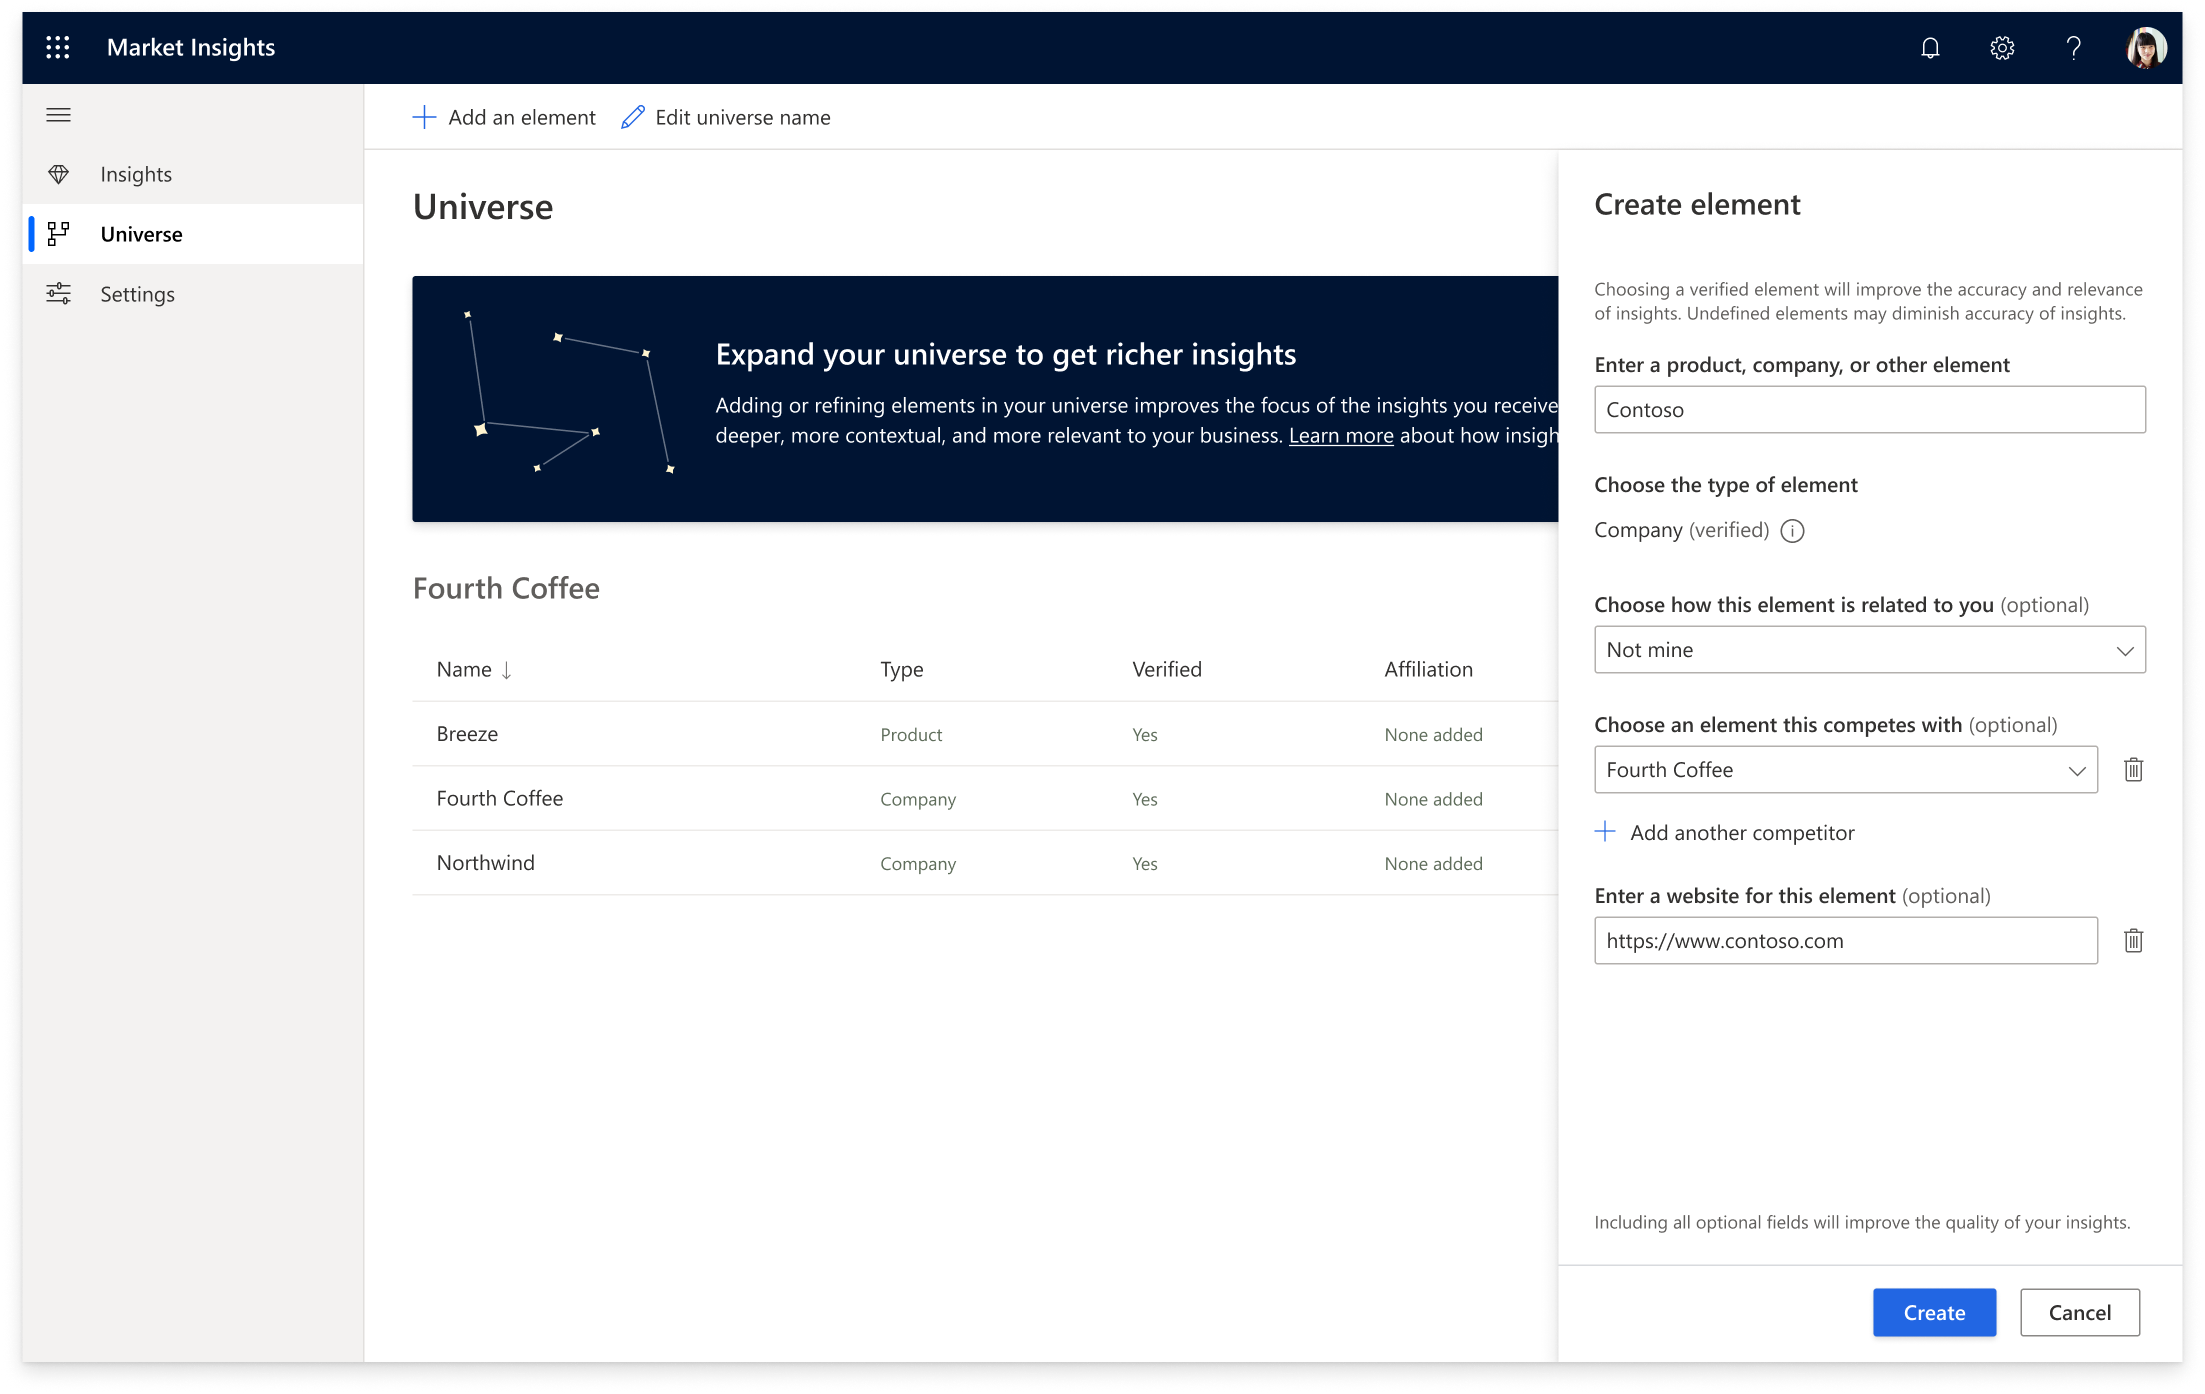 Market Insights
Insights
Universe
Settings
Add an element
Edit universe name
Universe
Expand your universe to get richer insights
Adding or refining elements in your universe improves the focus of the insights you receive
deeper, more contextual, and more relevant to your business. Learn more about how insigh
Fourth Coffee
Name Type Verified Affiliation
Breeze Product Yes None added
Fourth Coffee Company Yes None added
Northwind Company Yes None added
Create element
Choosing a verified element will improve the accuracy and relevance
of insights. Undefined elements may diminish accuracy of insights.
Enter a product, company, or other element
Contoso
Choose the type of element
Company (verified)
Choose how this element is related to you (optional)
Not mine
Choose an element this competes with (optional)
Fourth Coffee
Add another competitor
Enter a website for this element (optional)
https://www.contoso.com
Including all optional fields will improve the quality of your insights.
Create Cancel